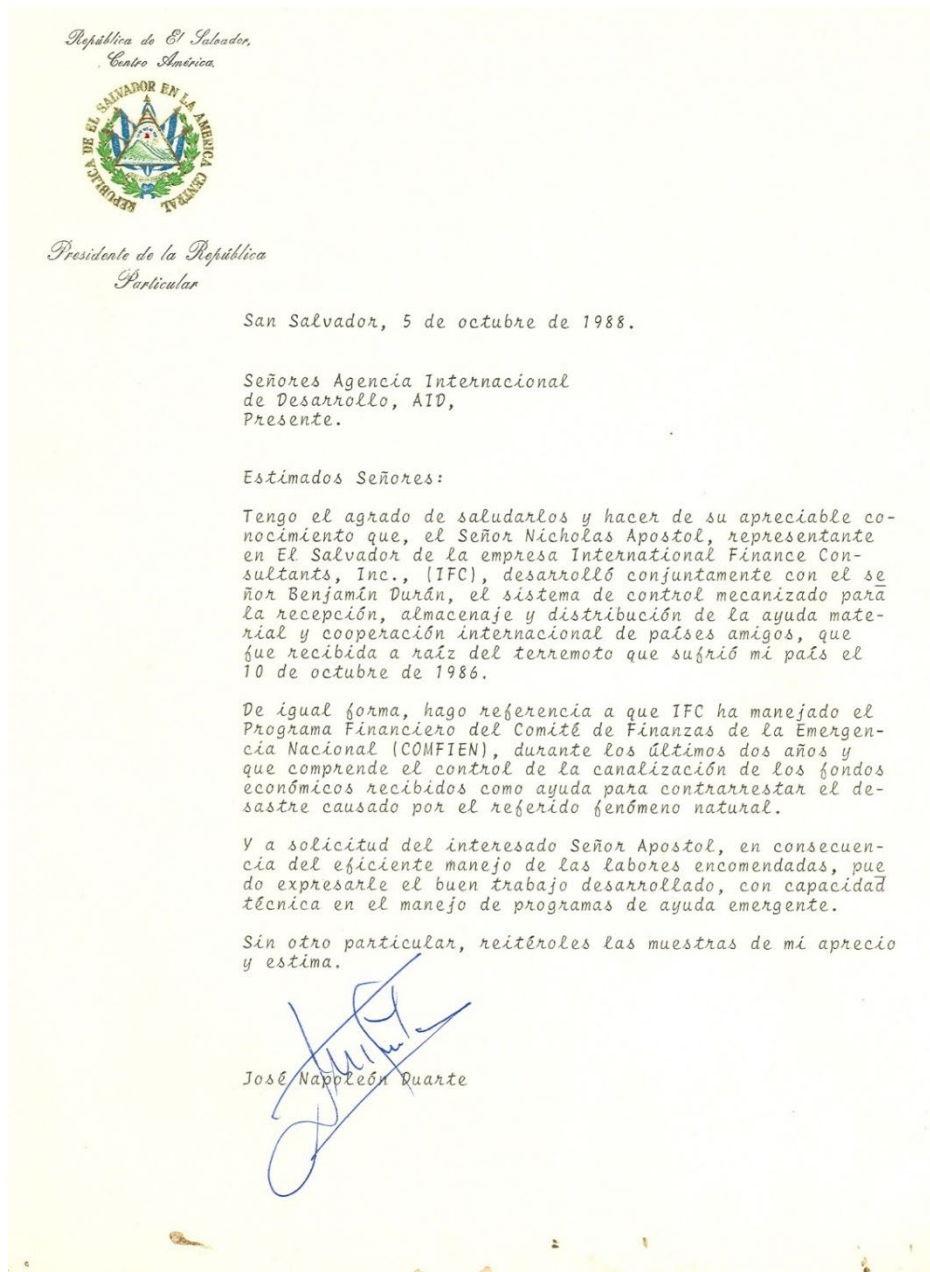 República de El Salvador,
Centro América.
REPUBLICA DE EL SALVADOR EN LA AMERICA CENTRAL
Presidente de la República
Particular
San Salvador, 5 de octubre de 1988.
Señores Agencia Internacional
de Desarrollo, AID,
Presente.
Estimados Señores:
Tengo el agrado de saludarlos y hacer de su apreciable co-
nocimiento que, el Señor Nicholas Apostol, representante
en El Salvador de la empresa International Finance Con-
sultants, Inc., (IFC), desarrolló conjuntamente con el se
ñor Benjamín Durán, el sistema de control mecanizado para
la recepción, almacenaje y distribución de la ayuda mate-
rial y cooperación internacional de países amigos, que
fue recibida a raíz del terremoto que sufrió mi país el
10 de octubre de 1986.
De igual forma, hago referencia a que IFC ha manejado el
Programa Financiero del Comité de Finanzas de la Emergen-
cia Nacional (COMFIEN), durante los últimos dos años y
que comprende el control de la canalización de los fondos
económicos recibidos como ayuda para contrarrestar el de-
sastre causado por el referido fenómeno natural.
Y a solicitud del interesado Señor Apostol, en consecuen-
cia del eficiente manejo de las labores encomendadas, pue
do expresarle el buen trabajo desarrollado, con capacidad
técnica en el manejo de programas de ayuda emergente.
Sin otro particular, reitéroles las muestras de mi aprecio
y estima.
José Napoleón Duarte